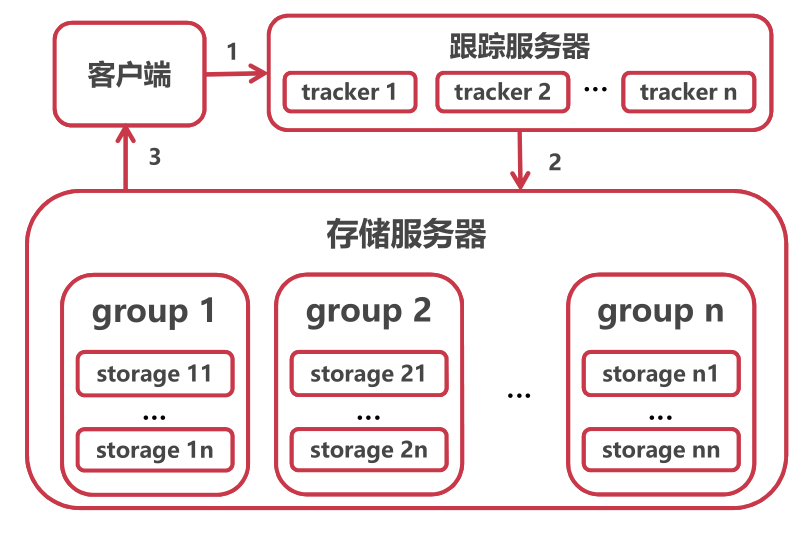 客户端
1
跟踪服务器
tracker 1
tracker 2
...
tracker n
2
3
存储服务器
group 1
storage 11
...
storage 1n
group 2
storage 21
...
storage 2n
...
group n
storage n1
...
storage nn